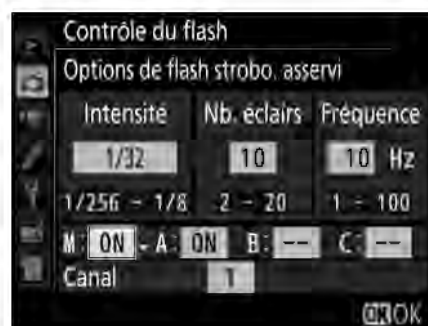 Contrôle du flash
Options de flash strobo. asservi
Intensité Nb. éclairs Fréquence
1/32 10 10 Hz
1/256 – 1/8 2 – 20 1 – 100
M: ON – A: ON B: -- C: --
Canal 1
OK OK